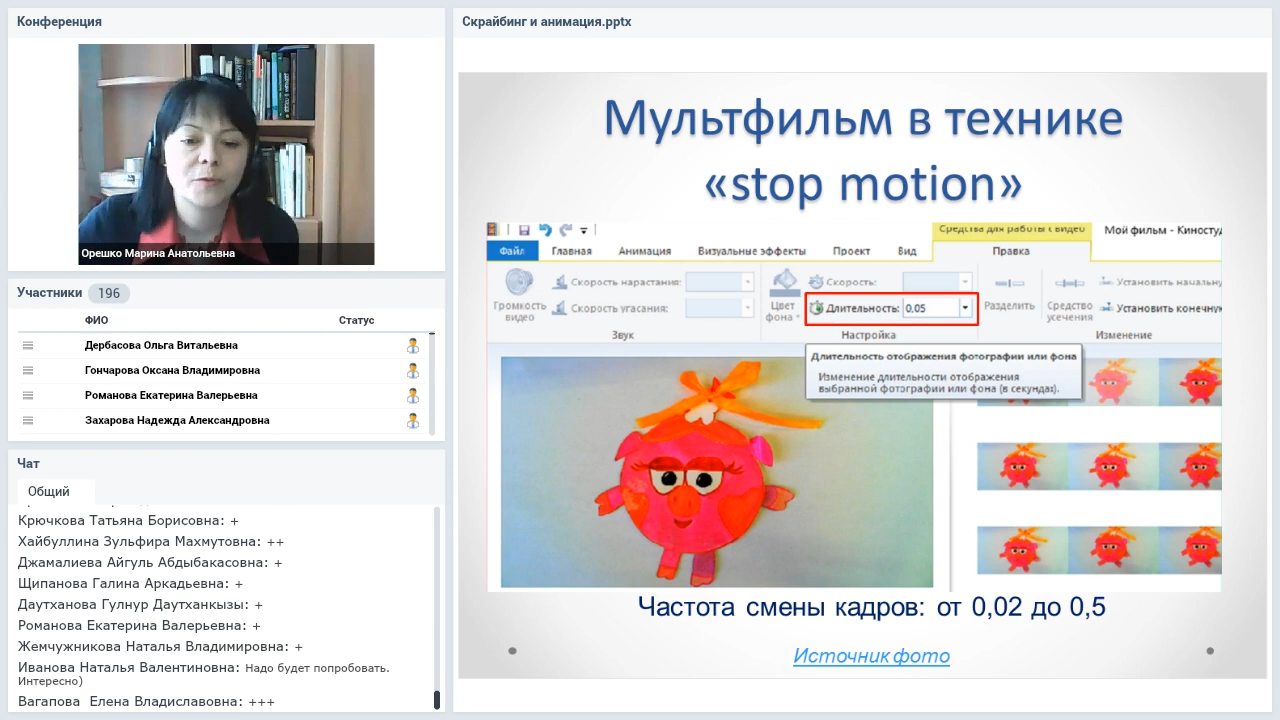 Конференция
Орешко Марина Анатольевна
Участники 196
ФИО Статус
Дербасова Ольга Витальевна
Гончарова Оксана Владимировна
Романова Екатерина Валерьевна
Захарова Надежда Александровна
Чат
Общий
Крючкова Татьяна Борисовна: +
Хайбуллина Зульфира Махмутовна: ++
Джамалиева Айгуль Абдыбакасовна: +
Щипанова Галина Аркадьевна: +
Даутханова Гулнур Даутханкызы: +
Романова Екатерина Валерьевна: +
Жемчужникова Наталья Владимировна: +
Иванова Наталья Валентиновна: Надо будет попробовать.
Интересно)
Вагапова Елена Владиславовна: +++
Скрайбинг и анимация.pptx
Мультфильм в технике
«stop motion»
Средства для работы с видео Мой фильм - Киностуд
Файл Главная Анимация Визуальные эффекты Проект Вид Правка
Громкость видео
Скорость нарастания:
Скорость угасания:
Звук
Цвет фона
Скорость:
Длительность: 0,05
Настройка
Разделить
Средство усечения
Установить начальну
Установить конечнук
Изменение
Длительность отображения фотографии или фона
Изменение длительности отображения
выбранной фотографии или фона (в секундах).
Частота смены кадров: от 0,02 до 0,5
Источник фото